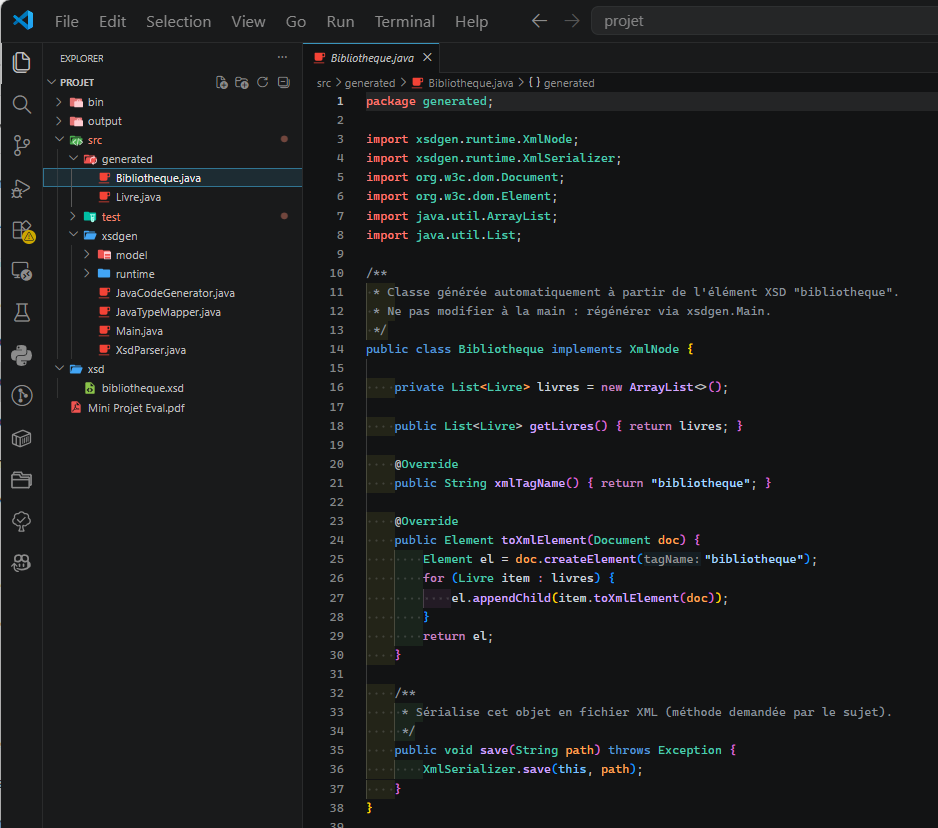 File Edit Selection View Go Run Terminal Help projet
EXPLORER
PROJET
bin
output
src
generated
Bibliotheque.java
Livre.java
test
xsdgen
model
runtime
JavaCodeGenerator.java
JavaTypeMapper.java
Main.java
XsdParser.java
xsd
bibliotheque.xsd
Mini Projet Eval.pdf
Bibliotheque.java
src > generated > Bibliotheque.java > {} generated
1 package generated;
2
3 import xsdgen.runtime.XmlNode;
4 import xsdgen.runtime.XmlSerializer;
5 import org.w3c.dom.Document;
6 import org.w3c.dom.Element;
7 import java.util.ArrayList;
8 import java.util.List;
9
10 /**
11  * Classe générée automatiquement à partir de l'élément XSD "bibliotheque".
12  * Ne pas modifier à la main : régénérer via xsdgen.Main.
13  */
14 public class Bibliotheque implements XmlNode {
15
16     private List<Livre> livres = new ArrayList<>();
17
18     public List<Livre> getLivres() { return livres; }
19
20     @Override
21     public String xmlTagName() { return "bibliotheque"; }
22
23     @Override
24     public Element toXmlElement(Document doc) {
25         Element el = doc.createElement(tagName: "bibliotheque");
26         for (Livre item : livres) {
27             el.appendChild(item.toXmlElement(doc));
28         }
29         return el;
30     }
31
32     /**
33      * Sérialise cet objet en fichier XML (méthode demandée par le sujet).
34      */
35     public void save(String path) throws Exception {
36         XmlSerializer.save(this, path);
37     }
38 }
39